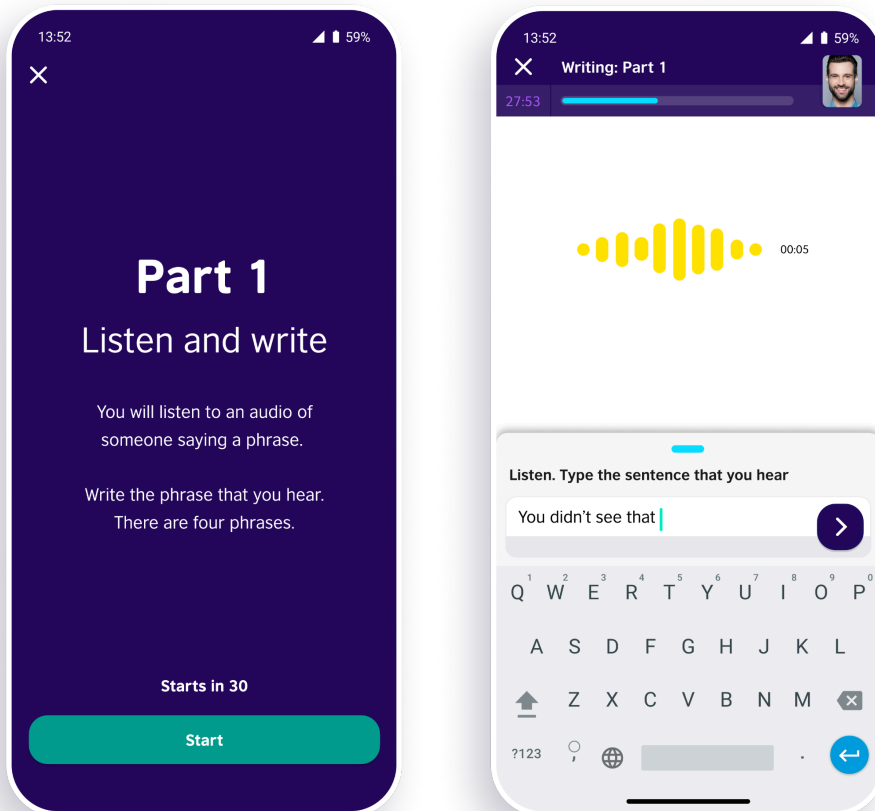 13:52
59%
Part 1
Listen and write
You will listen to an audio of
someone saying a phrase.
Write the phrase that you hear.
There are four phrases.
Starts in 30
Start
13:52
59%
Writing: Part 1
27:53
00:05
Listen. Type the sentence that you hear
You didn’t see that
1 2 3 4 5 6 7 8 9 0
Q W E R T Y U I O P
A S D F G H J K L
Z X C V B N M
?123 , .